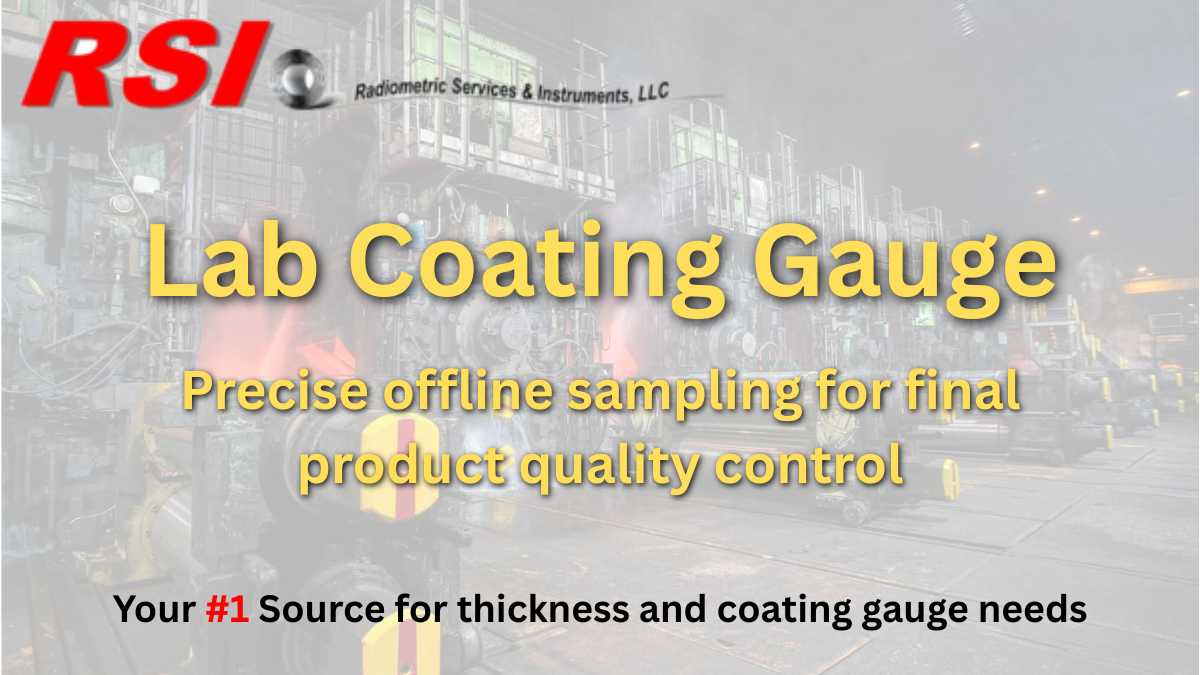 RSI
Radiometric Services & Instruments, LLC
Lab Coating Gauge
Precise offline sampling for final
product quality control
Your #1 Source for thickness and coating gauge needs